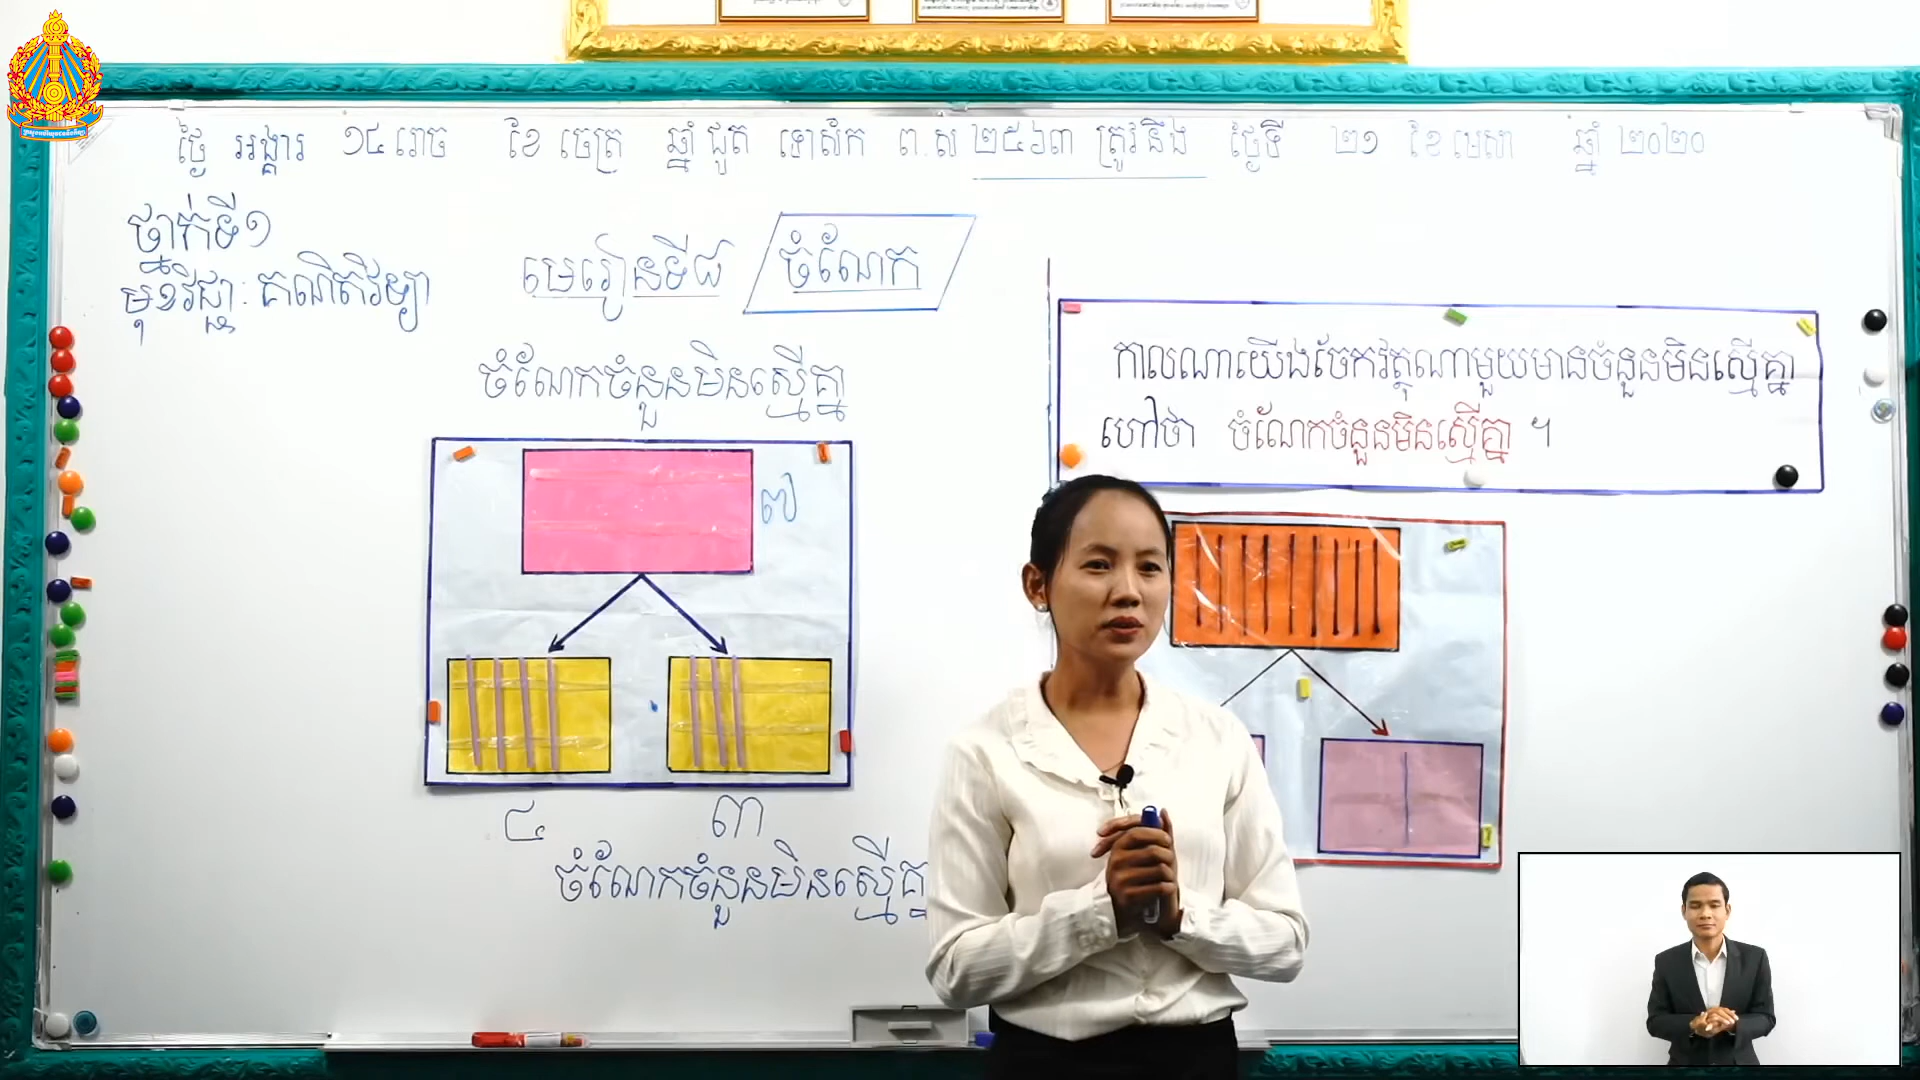 ថ្ងៃ អង្គារ ១៤ រោច ខែ ចេត្រ ឆ្នាំ ជូត ទោស័ក ព.ស ២៥៦៣ ត្រូវនឹង ថ្ងៃទី ២១ ខែ មេសា ឆ្នាំ ២០២០
ថ្នាក់ទី១
មុខវិជ្ជា: គណិតវិទ្យា
មេរៀនទី៨ ចំណែក
ចំណែកចំនួនមិនស្មើគ្នា
៧
៤ ៣
ចំណែកចំនួនមិនស្មើគ្នា
កាលណាយើងចែកវត្ថុណាមួយមានចំនួនមិនស្មើគ្នា
ហៅថា ចំណែកចំនួនមិនស្មើគ្នា ។